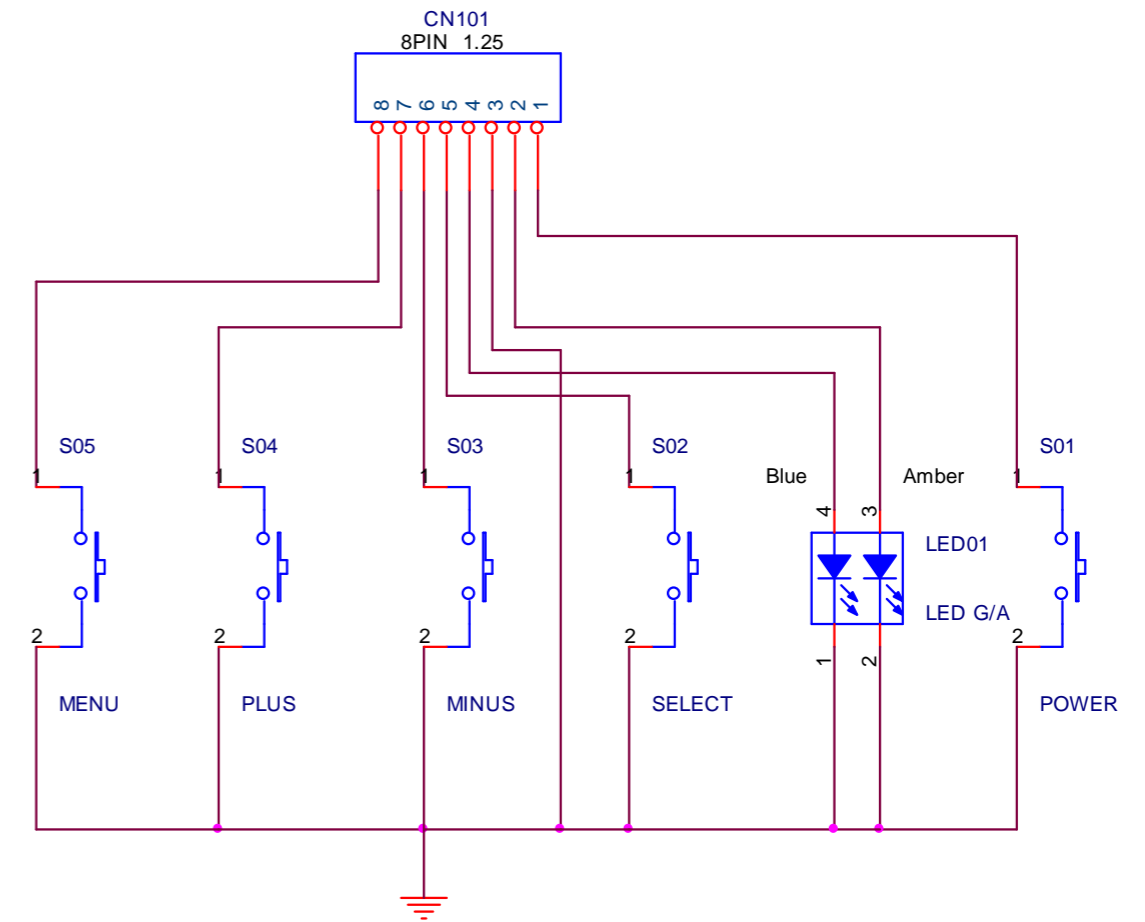 CN101
8PIN 1.25
8 7 6 5 4 3 2 1
S05
S04
S03
S02
S01
Blue
Amber
1
1
1
1
1
4
3
LED01
LED G/A
2
2
2
2
2
1
2
MENU
PLUS
MINUS
SELECT
POWER